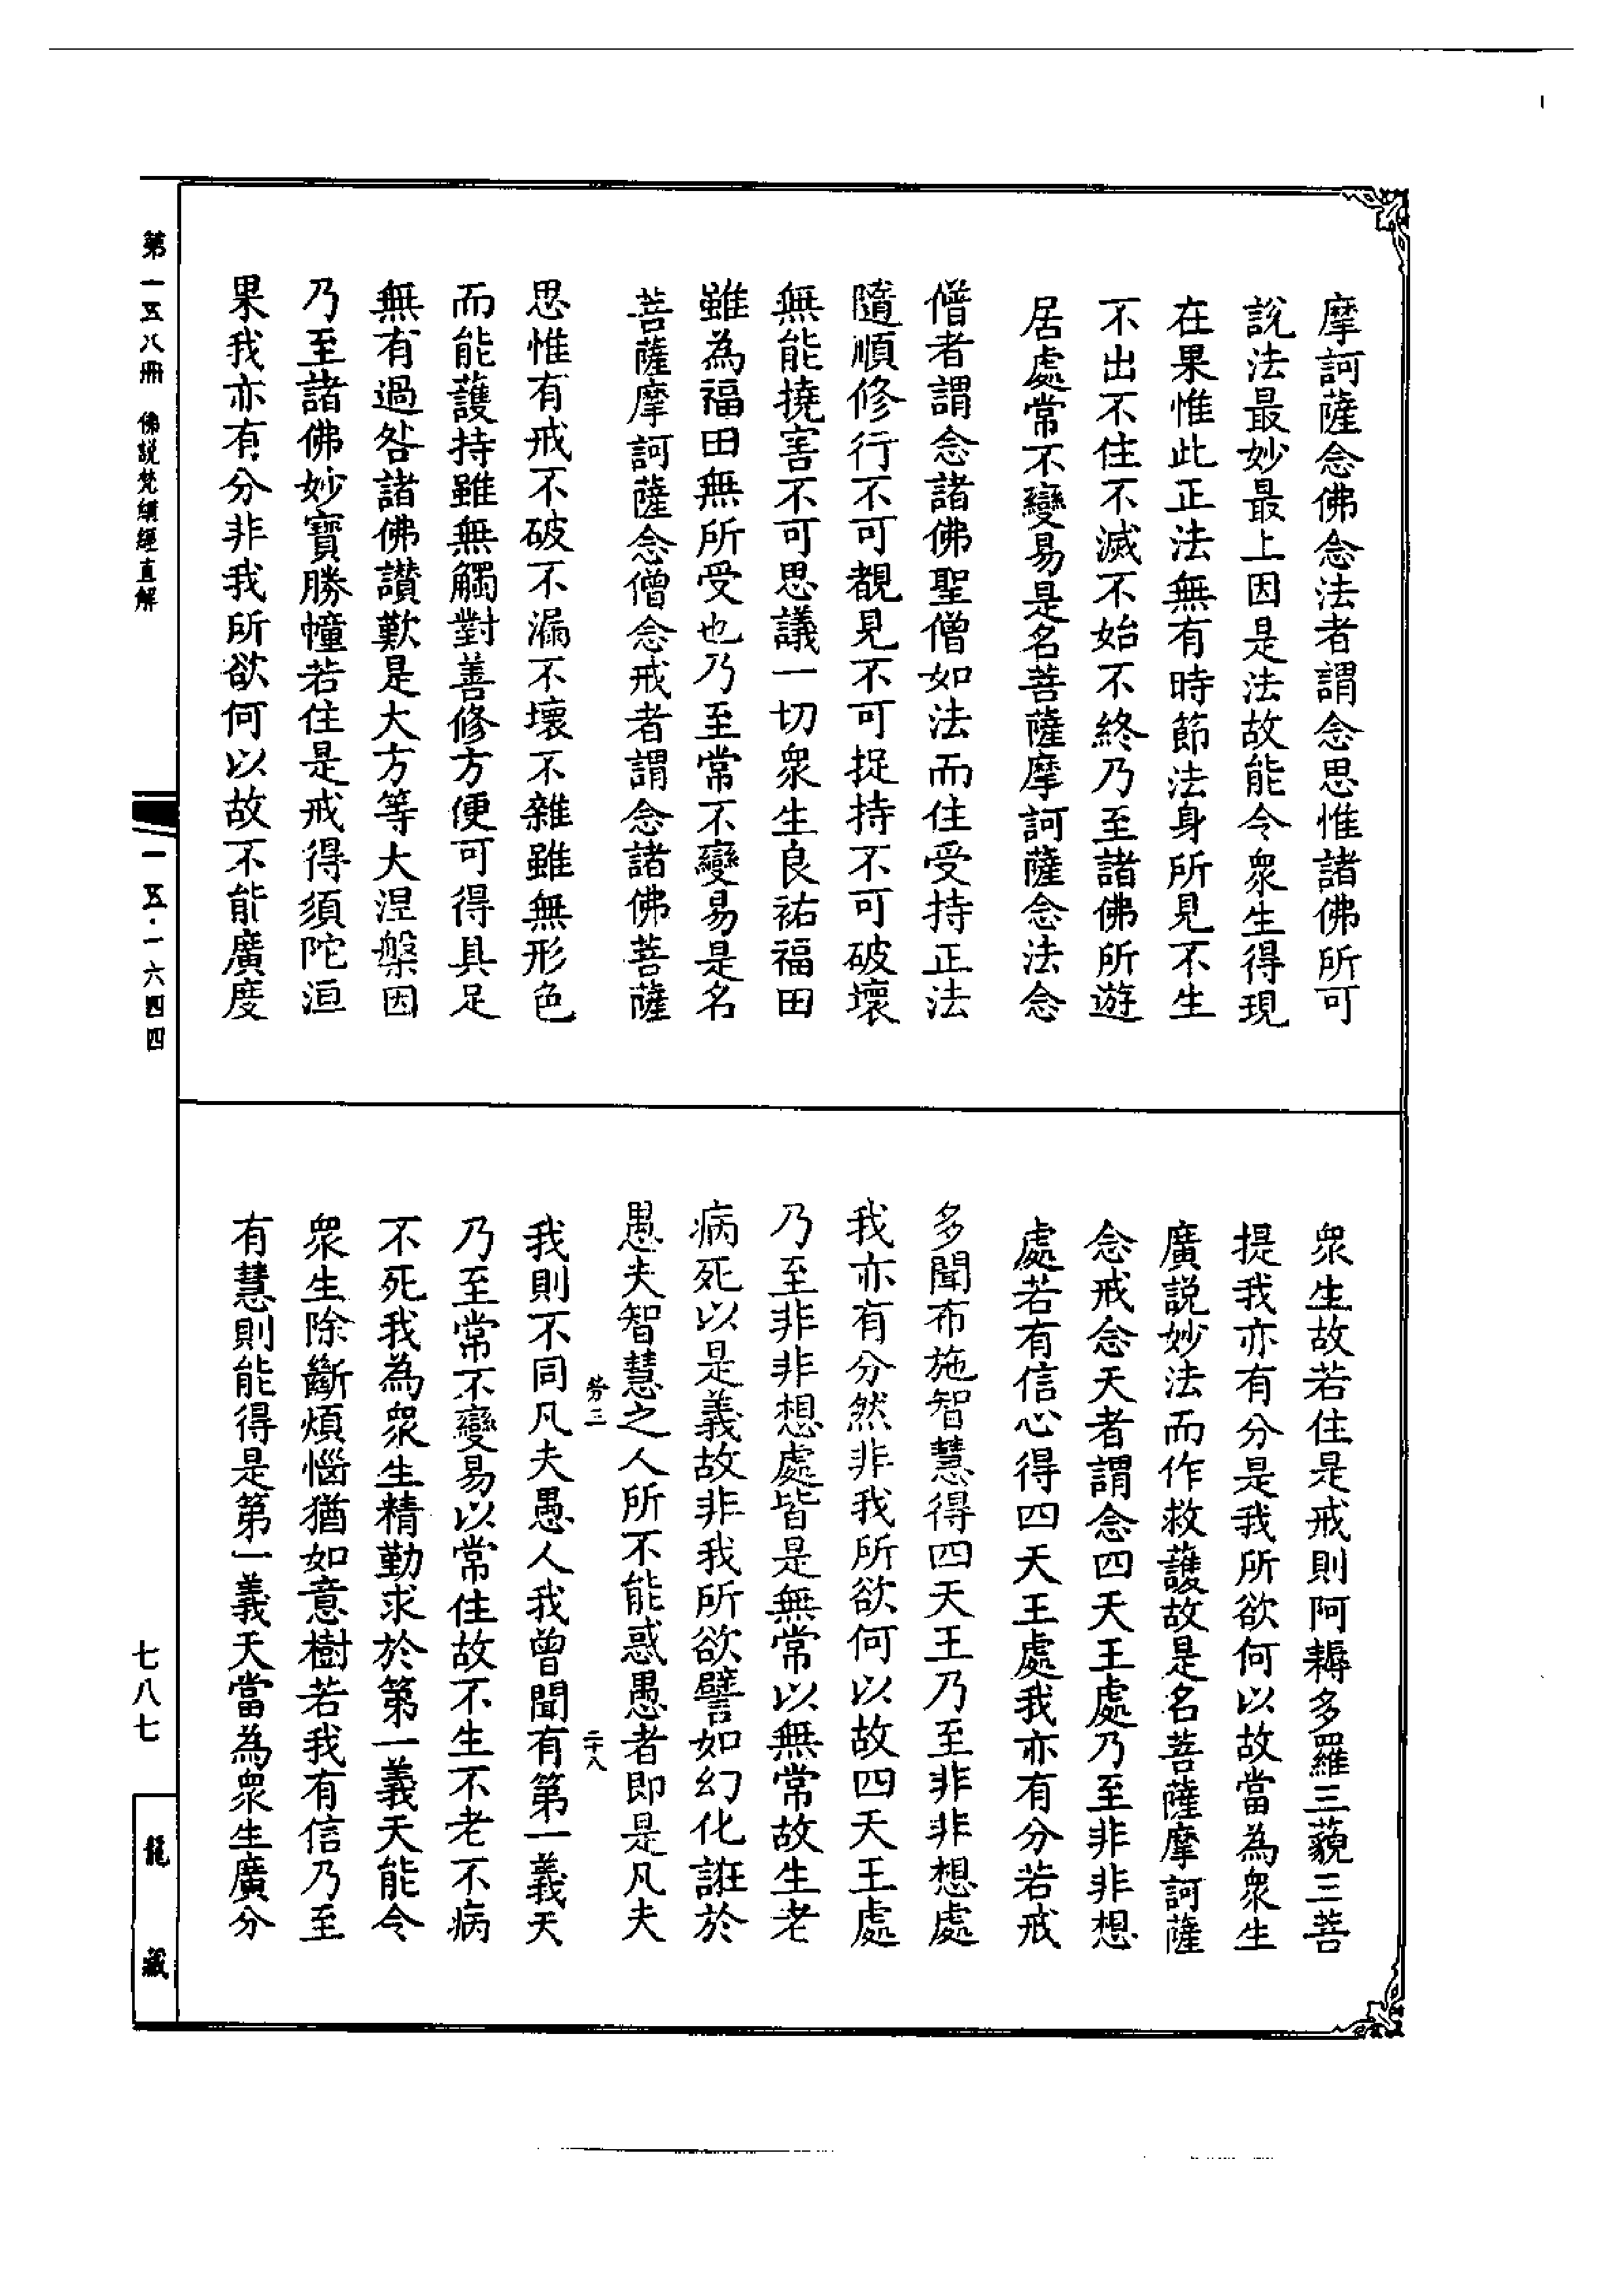 摩訶薩念佛念法者謂念思惟諸佛所可
說法最妙最上因是法故能令衆生得現
在果惟此正法無有時節法身所見不生
不出不住不滅不始不終乃至諸佛所遊
居處常不變易是名菩薩摩訶薩念法念
僧者謂念諸佛聖僧如法而住受持正法
隨順修行不可覩見不可捉持不可破壞
無能撓害不可思議一切衆生良祐福田
雖為福田無所受也乃至常不變易是名
菩薩摩訶薩念僧念戒者謂念諸佛菩薩
思惟有戒不破不漏不壞不雜雖無形色
而能護持雖無觸對善修方便可得具足
無有過咎諸佛讚歎是大方等大涅槃因
乃至諸佛妙寶勝幢若住是戒得須陀洹
果我亦有分非我所欲何以故不能廣度
衆生故若住是戒則阿耨多羅三藐三菩
提我亦有分是我所欲何以故當為衆生
廣説妙法而作救護故是名菩薩摩訶薩
念戒念天者謂念四天王處乃至非非想
處若有信心得四天王處我亦有分若戒
多聞布施智慧得四天王乃至非非想處
我亦有分然非我所欲何以故四天王處
乃至非非想處皆是無常以無常故生老
病死以是義故非我所欲譬如幻化誑於
愚夫智慧之人所不能惑愚者即是凡夫
勞三 二十八
我則不同凡夫愚人我曾聞有第一義天
乃至常不變易以常住故不生不老不病
不死我為衆生精勤求於第一義天能令
衆生除斷煩惱猶如意樹若我有信乃至
有慧則能得是第一義天當為衆生廣分
第一五八冊 佛説梵網經直解
一五·一六四四
七八七
龍藏